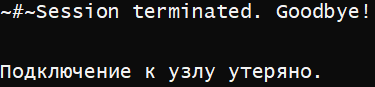 ~#~Session terminated. Goodbye!
Подключение к узлу утеряно.